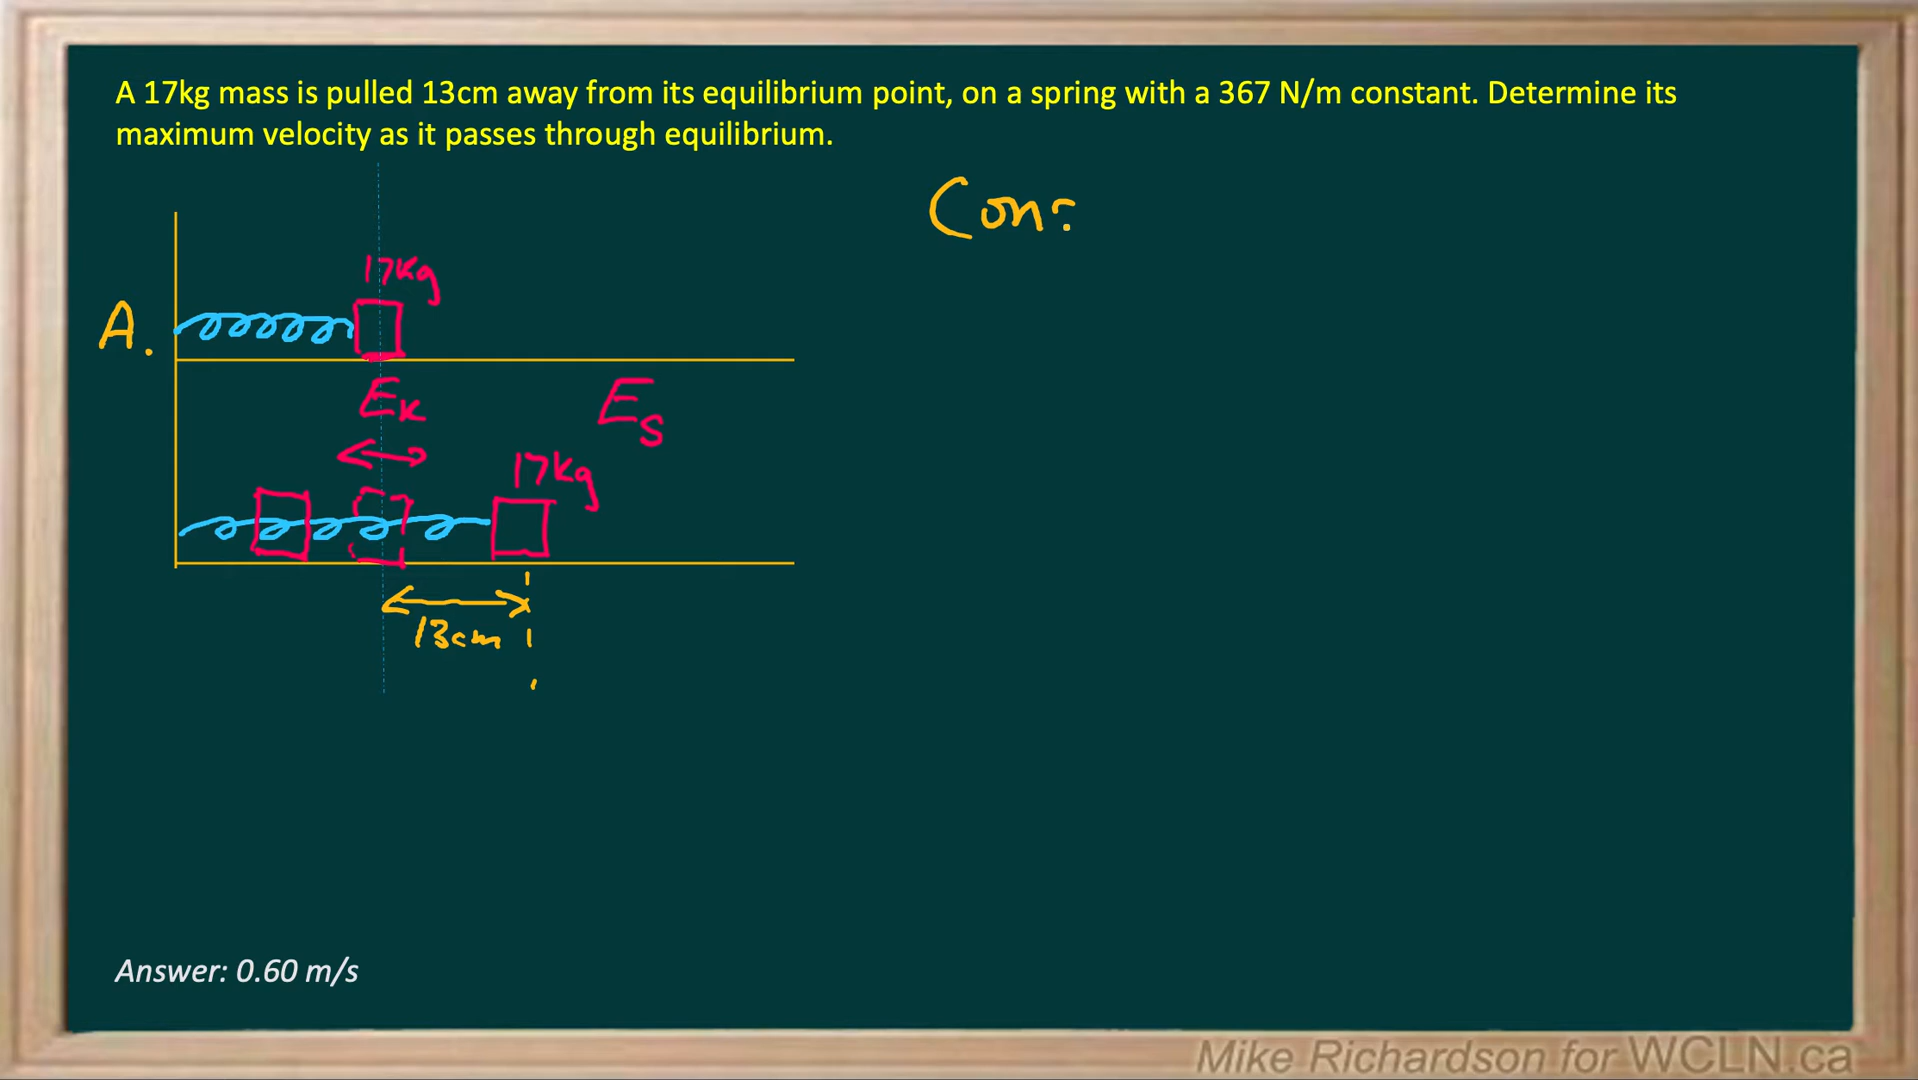 A 17kg mass is pulled 13cm away from its equilibrium point, on a spring with a 367 N/m constant. Determine its
maximum velocity as it passes through equilibrium.
Con
17kg
A.
Ek
Es
17kg
13cm
Answer: 0.60 m/s
Mike Richardson for WCLN.ca